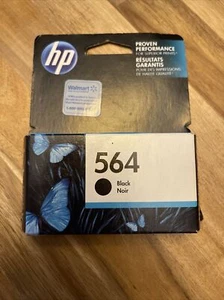 hp
PROVEN
PERFORMANCE
RÉSULTATS
GARANTIS
Walmart
564
Black
Noir